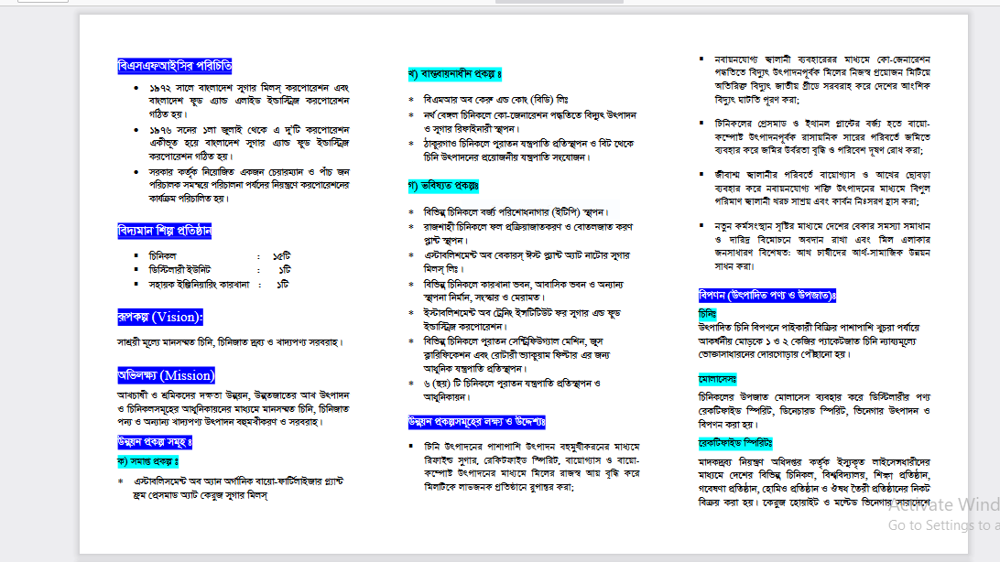 বিএসএফআইসির পরিচিতি
• ১৯৭২ সালে বাংলাদেশ সুগার মিলস্ করপোরেশন এবং
বাংলাদেশ ফুড এ্যান্ড এলাইড ইন্ডাস্ট্রিজ করপোরেশন
গঠিত হয়।
• ১৯৭৬ সনের ১লা জুলাই থেকে এ দু'টি করপোরেশন
একীভূত হয়ে বাংলাদেশ সুগার এ্যান্ড ফুড ইন্ডাস্ট্রিজ
করপোরেশন গঠিত হয়।
• সরকার কর্তৃক নিয়োজিত একজন চেয়ারম্যান ও পাঁচ জন
পরিচালক সমন্বয়ে পরিচালনা পর্ষদের নিয়ন্ত্রণে করপোরেশনের
কার্যক্রম পরিচালিত হয়।
বিদ্যমান শিল্প প্রতিষ্ঠান
▪ চিনিকল : ১৫টি
▪ ডিস্টিলারী ইউনিট : ১টি
▪ সহায়ক ইঞ্জিনিয়ারিং কারখানা : ১টি
রূপকল্প (Vision):
সাশ্রয়ী মূল্যে মানসম্মত চিনি, চিনিজাত দ্রব্য ও খাদ্যপণ্য সরবরাহ।
অভিলক্ষ্য (Mission)
আখচাষী ও শ্রমিকদের দক্ষতা উন্নয়ন, উন্নতজাতের আখ উৎপাদন
ও চিনিকলসমূহের আধুনিকায়নের মাধ্যমে মানসম্মত চিনি, চিনিজাত
পন্য ও অন্যান্য খাদ্যপণ্য উৎপাদন বহুমুখীকরণ ও সরবরাহ।
উন্নয়ন প্রকল্প সমূহ ঃ
ক) সমাপ্ত প্রকল্প ঃ
* এস্টাবলিসমেন্ট অব অ্যান অর্গানিক বায়ো-ফার্টিলাইজার প্ল্যান্ট
ফ্রম প্রেসমাড অ্যাট কেরুজ সুগার মিলস্
খ) বাস্তবায়নাধীন প্রকল্প ঃ
* বিএমআর অব কেরু এন্ড কোং (বিডি) লিঃ
* নর্থ বেঙ্গল চিনিকলে কো-জেনারেশন পদ্ধতিতে বিদ্যুৎ উৎপাদন
ও সুগার রিফাইনারী স্থাপন।
* ঠাকুরগাও চিনিকলে পুরাতন যন্ত্রপাতি প্রতিস্থাপন ও বিট থেকে
চিনি উৎপাদনের প্রয়োজনীয় যন্ত্রপাতি সংযোজন।
গ) ভবিষ্যত প্রকল্পঃ
* বিভিন্ন চিনিকলে বর্জ্য পরিশোধনাগার (ইটিপি) স্থাপন।
* রাজশাহী চিনিকলে ফল প্রক্রিয়াজাতকরণ ও বোতলজাত করণ
প্লান্ট স্থাপন।
* এস্টাবলিশমেন্ট অব বেকারস্ ঈস্ট প্ল্যান্ট অ্যাট নাটোর সুগার
মিলস্ লিঃ।
* বিভিন্ন চিনিকলে কারখানা ভবন, আবাসিক ভবন ও অন্যান্য
স্থাপনা নির্মান, সংস্কার ও মেরামত।
* ইস্টাবলিশমেন্ট অব ট্রেনিং ইন্সটিটিউট ফর সুগার এন্ড ফুড
ইন্ডাস্ট্রিজ করপোরেশন।
* বিভিন্ন চিনিকলে পুরাতন সেন্ট্রিফিউগ্যাল মেশিন, জুস
ক্লারিফিকেশন এবং রোটারী ভ্যাকুয়াম ফিল্টার এর জন্য
আধুনিক যন্ত্রপাতি প্রতিস্থাপন।
* ৬ (ছয়) টি চিনিকলে পুরাতন যন্ত্রপাতি প্রতিস্থাপন ও
আধুনিকায়ন।
উন্নয়ন প্রকল্পসমূহের লক্ষ্য ও উদ্দেশ্যঃ
▪ চিনি উৎপাদনের পাশাপাশি উৎপাদন বহুমুখীকরনের মাধ্যমে
রিফাইন্ড সুগার, রেকিটফাইড স্পিরিট, বায়োগ্যাস ও বায়ো-
কম্পোষ্ট উৎপাদনের মাধ্যমে মিলের রাজস্ব আয় বৃদ্ধি করে
মিলটিকে লাভজনক প্রতিষ্ঠানে রুপান্তর করা;
▪ নবায়নযোগ্য জ্বালানী ব্যবহারেরর মাধ্যমে কো-জেনারেশন
পদ্ধতিতে বিদ্যুৎ উৎপাদনপূর্বক মিলের নিজস্ব প্রয়োজন মিটিয়ে
অতিরিক্ত বিদ্যুৎ জাতীয় গ্রীডে সরবরাহ করে দেশের আংশিক
বিদ্যুৎ ঘাটতি পূরণ করা;
▪ চিনিকলের প্রেসমাড ও ইথানল প্লান্টের বর্জ্য হতে বায়ো-
কম্পোষ্ট উৎপাদনপূর্বক রাসায়নিক সারের পরিবর্তে জমিতে
ব্যবহার করে জমির উর্বরতা বৃদ্ধি ও পরিবেশ দূষণ রোধ করা;
▪ জীবাশ্ম জ্বালানীর পরিবর্তে বায়োগ্যাস ও আখের ছোবড়া
ব্যবহার করে নবায়নযোগ্য শক্তি উৎপাদনের মাধ্যমে বিপুল
পরিমাণ জ্বালানী খরচ সাশ্রয় এবং কার্বন নিঃসরণ হ্রাস করা;
▪ নতুন কর্মসংস্থান সৃষ্টির মাধ্যমে দেশের বেকার সমস্যা সমাধান
ও দারিদ্র বিমোচনে অবদান রাখা এবং মিল এলাকার
জনসাধারণ বিশেষত: আখ চাষীদের আর্থ-সামাজিক উন্নয়ন
সাধন করা।
বিপণন (উৎপাদিত পণ্য ও উপজাত)ঃ
চিনিঃ
উৎপাদিত চিনি বিপণনে পাইকারী বিক্রির পাশাপাশি খুচরা পর্যায়ে
আকর্ষনীয় মোড়কে ১ ও ২ কেজির প্যাকেটজাত চিনি ন্যায্যমূল্যে
ভোক্তাসাধারনের দোরগোড়ায় পৌঁছানো হয়।
মোলাসেসঃ
চিনিকলের উপজাত মোলাসেস ব্যবহার করে ডিস্টিলারীর পণ্য
রেকটিফাইড স্পিরিট, ডিনেচারড স্পিরিট, ভিনেগার উৎপাদন ও
বিপণন করা হয়।
রেকটিফাইড স্পিরিটঃ
মাদকদ্রব্য নিয়ন্ত্রণ অধিদপ্তর কর্তৃক ইস্যুকৃত লাইসেন্সধারীদের
মাধ্যমে দেশের বিভিন্ন চিনিকল, বিশ্ববিদ্যালয়, শিক্ষা প্রতিষ্ঠান,
গবেষণা প্রতিষ্ঠান, হোমিও প্রতিষ্ঠান ও ঔষধ তৈরী প্রতিষ্ঠানের নিকট
বিক্রয় করা হয়। কেরুজ হোয়াইট ও মল্টেড ভিনেগার সারাদেশে
Activate Wind
Go to Settings to a